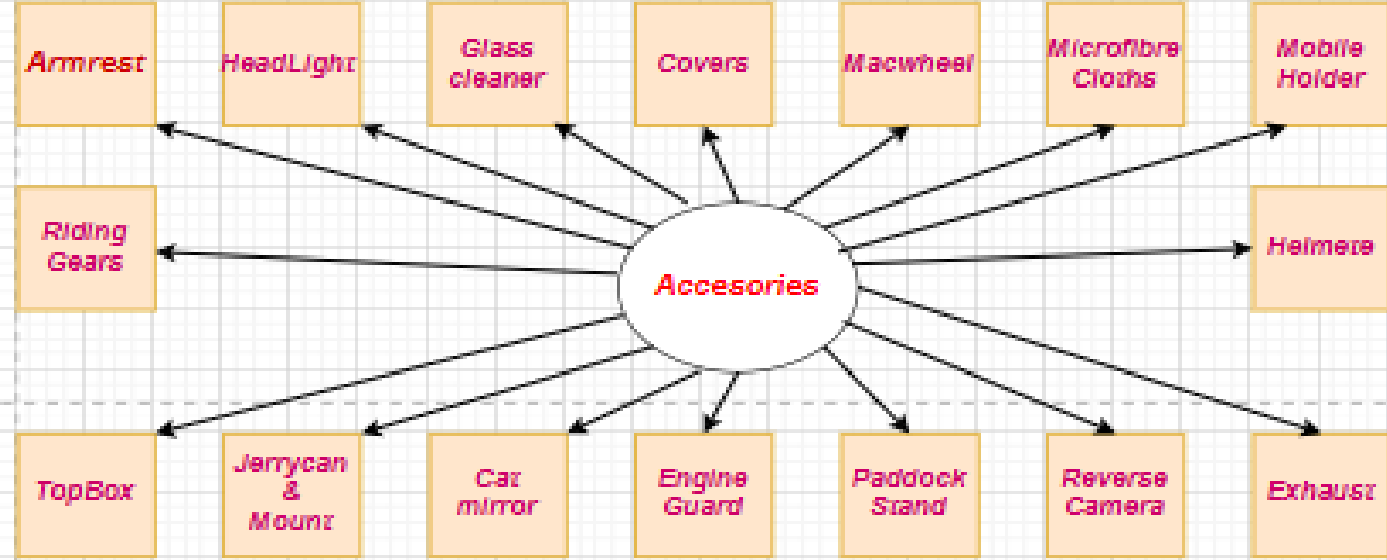 Armrest
HeadLight
Glass
cleaner
Covers
Macwheel
Microfibre
Cloths
Mobile
Holder
Riding
Gears
Accesories
Helmete
TopBox
Jerrycan
&
Mount
Car
mirror
Engine
Guard
Paddock
Stand
Reverse
Camera
Exhaust